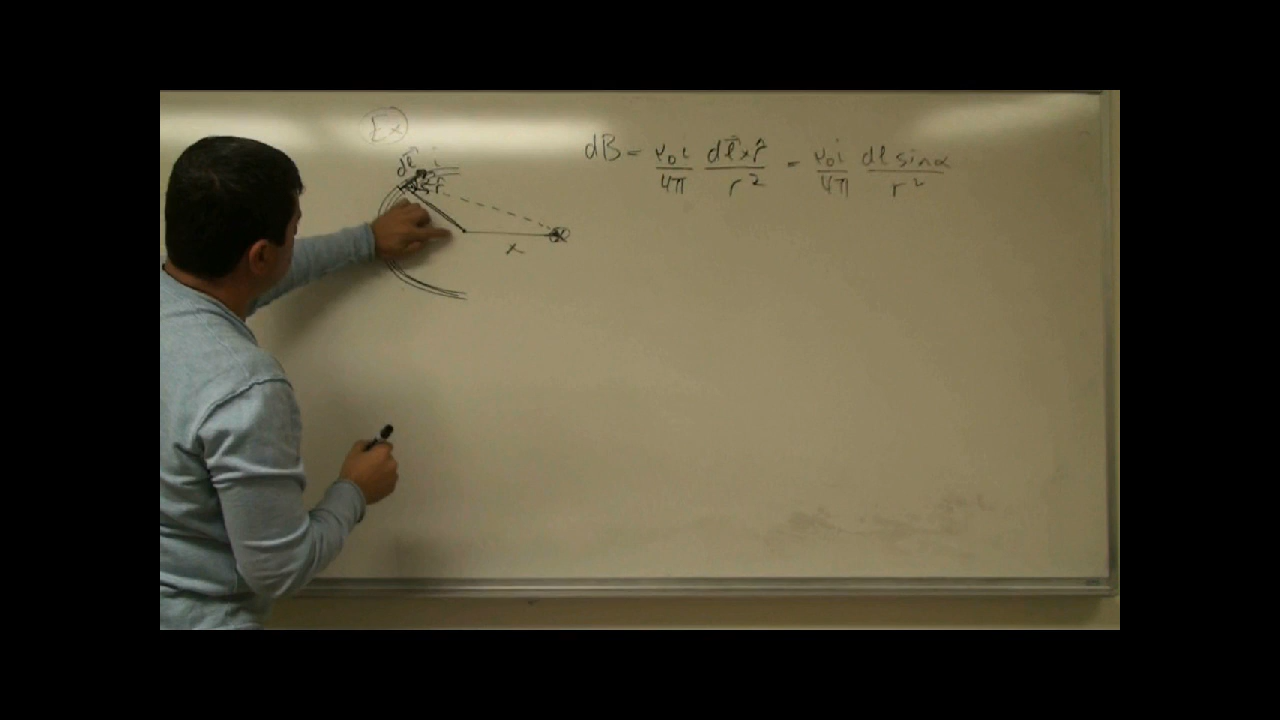 Ex
dl⃗ i
r̂
x
dB = μ₀i/4π dl⃗×r̂/r² = μ₀i/4π dl sinα/r²